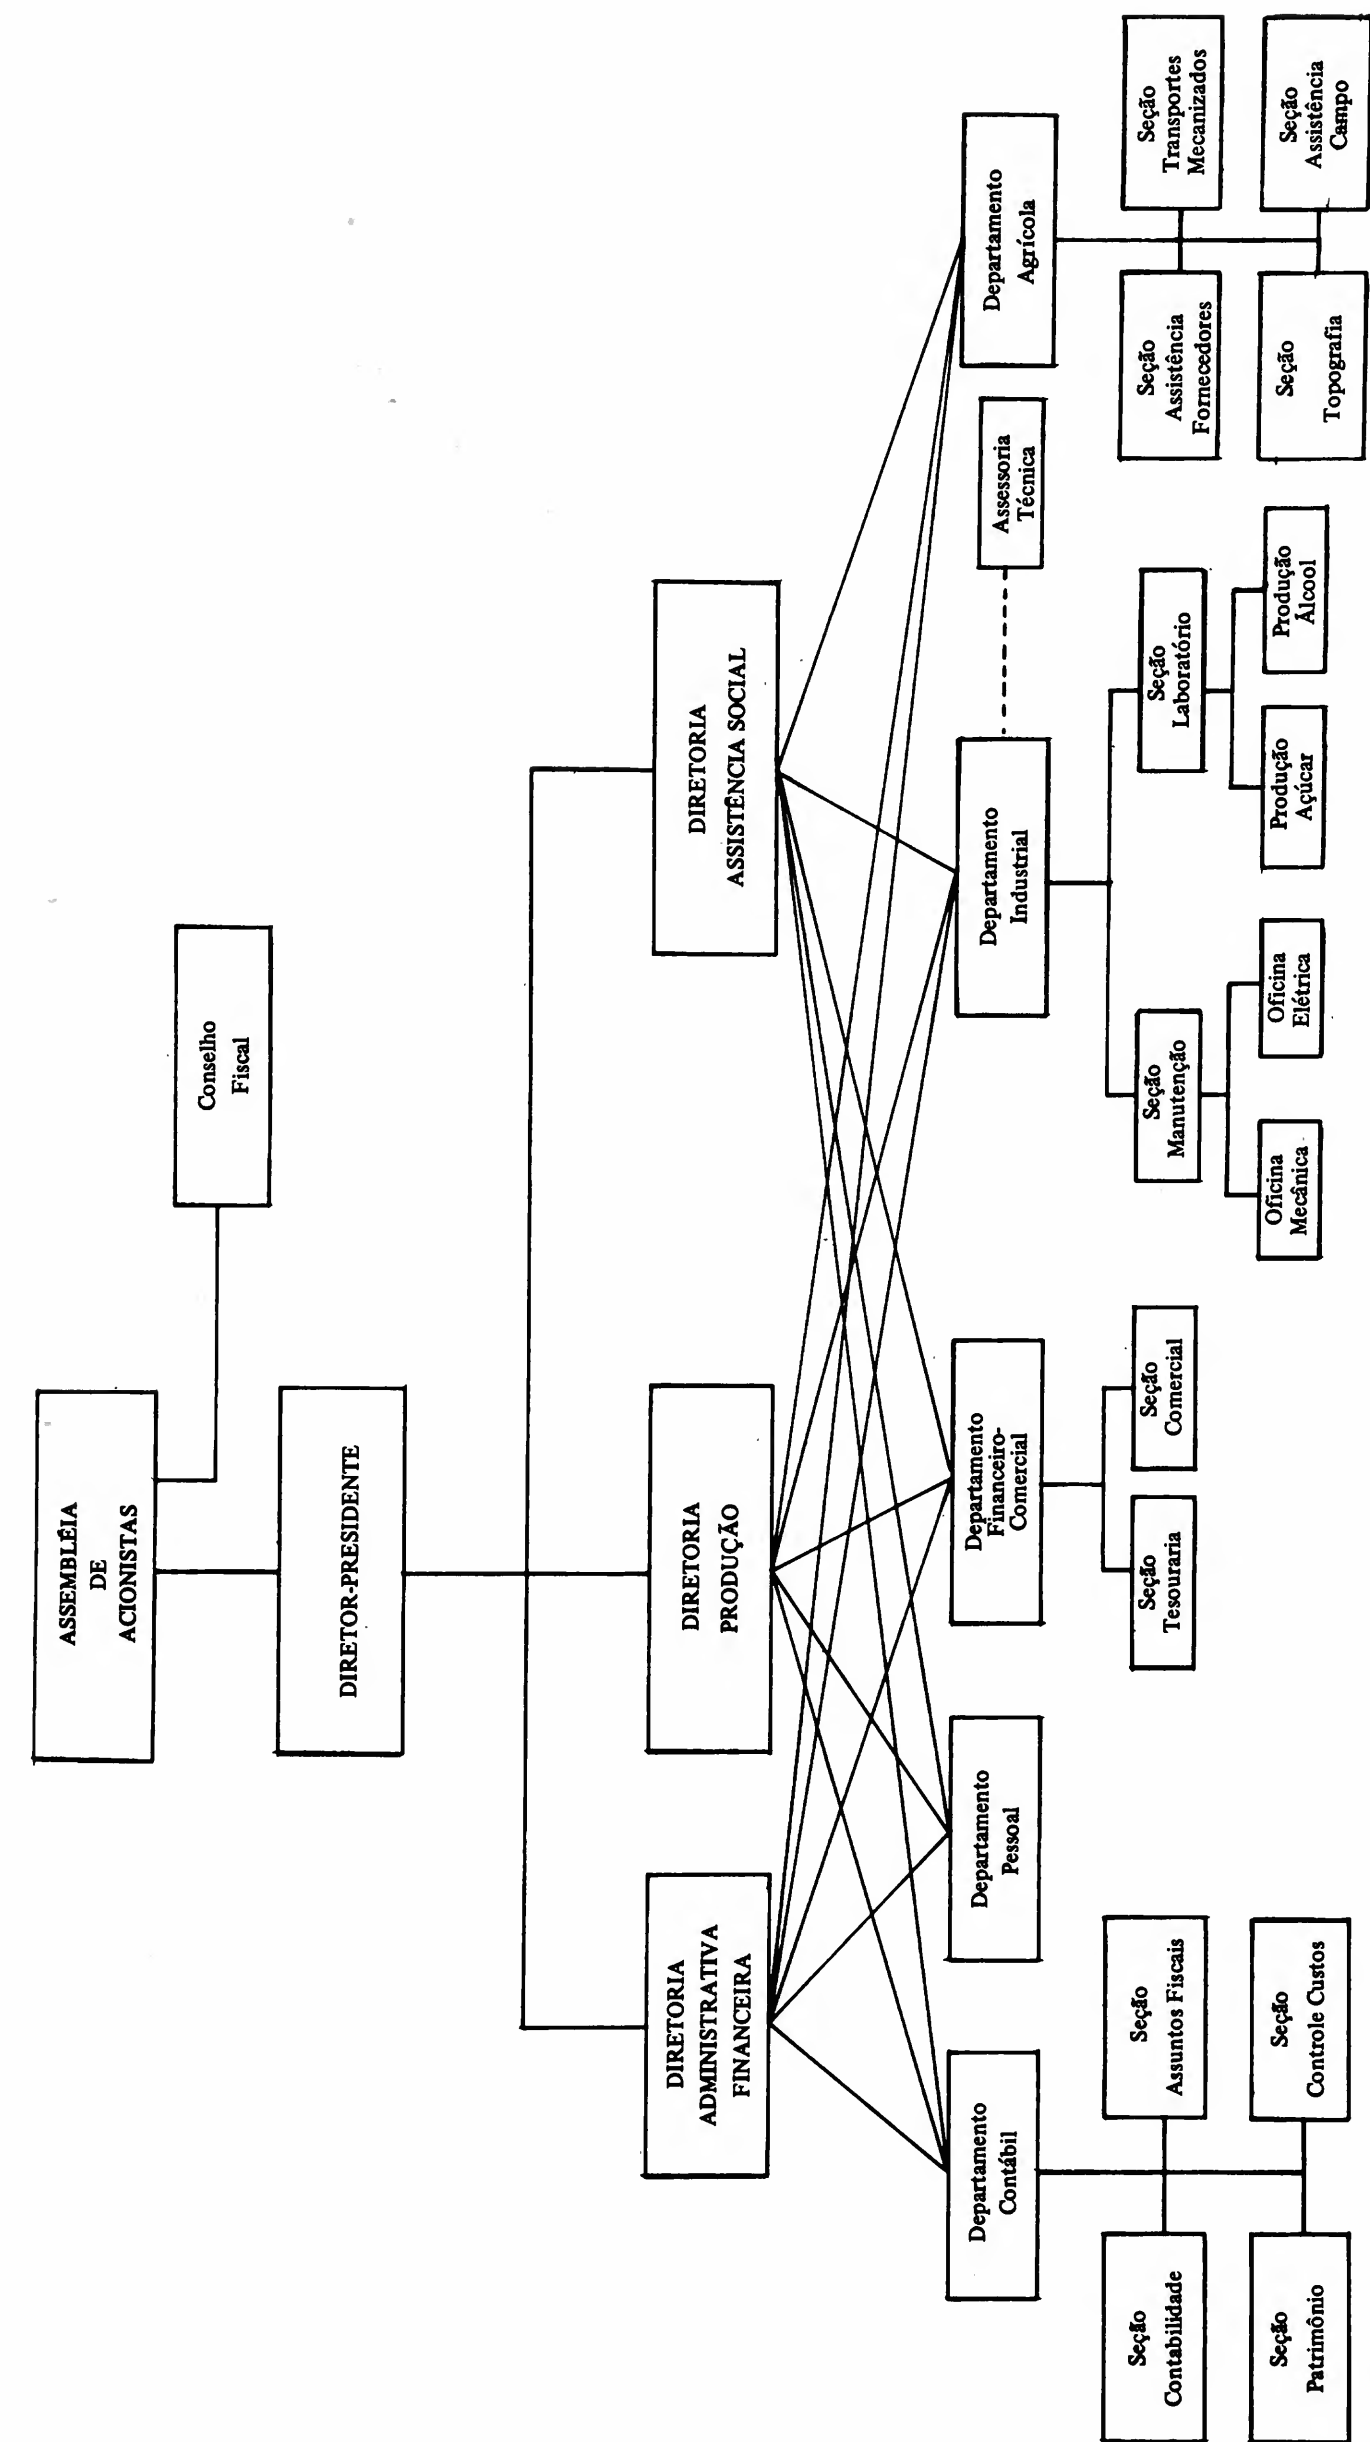 ASSEMBLÉIA
DE
ACIONISTAS
Conselho
Fiscal
DIRETOR-PRESIDENTE
DIRETORIA
ADMINISTRATIVA
FINANCEIRA
DIRETORIA
PRODUÇÃO
DIRETORIA
ASSISTÊNCIA SOCIAL
Departamento
Contábil
Departamento
Pessoal
Departamento
Financeiro-
Comercial
Departamento
Industrial
Assessoria
Técnica
Departamento
Agrícola
Seção
Contabilidade
Seção
Assuntos Fiscais
Seção
Patrimônio
Seção
Controle Custos
Seção
Tesouraria
Seção
Comercial
Seção
Manutenção
Seção
Laboratório
Oficina
Mecânica
Oficina
Elétrica
Produção
Açúcar
Produção
Álcool
Seção
Assistência
Fornecedores
Seção
Transportes
Mecanizados
Seção
Topografia
Seção
Assistência
Campo